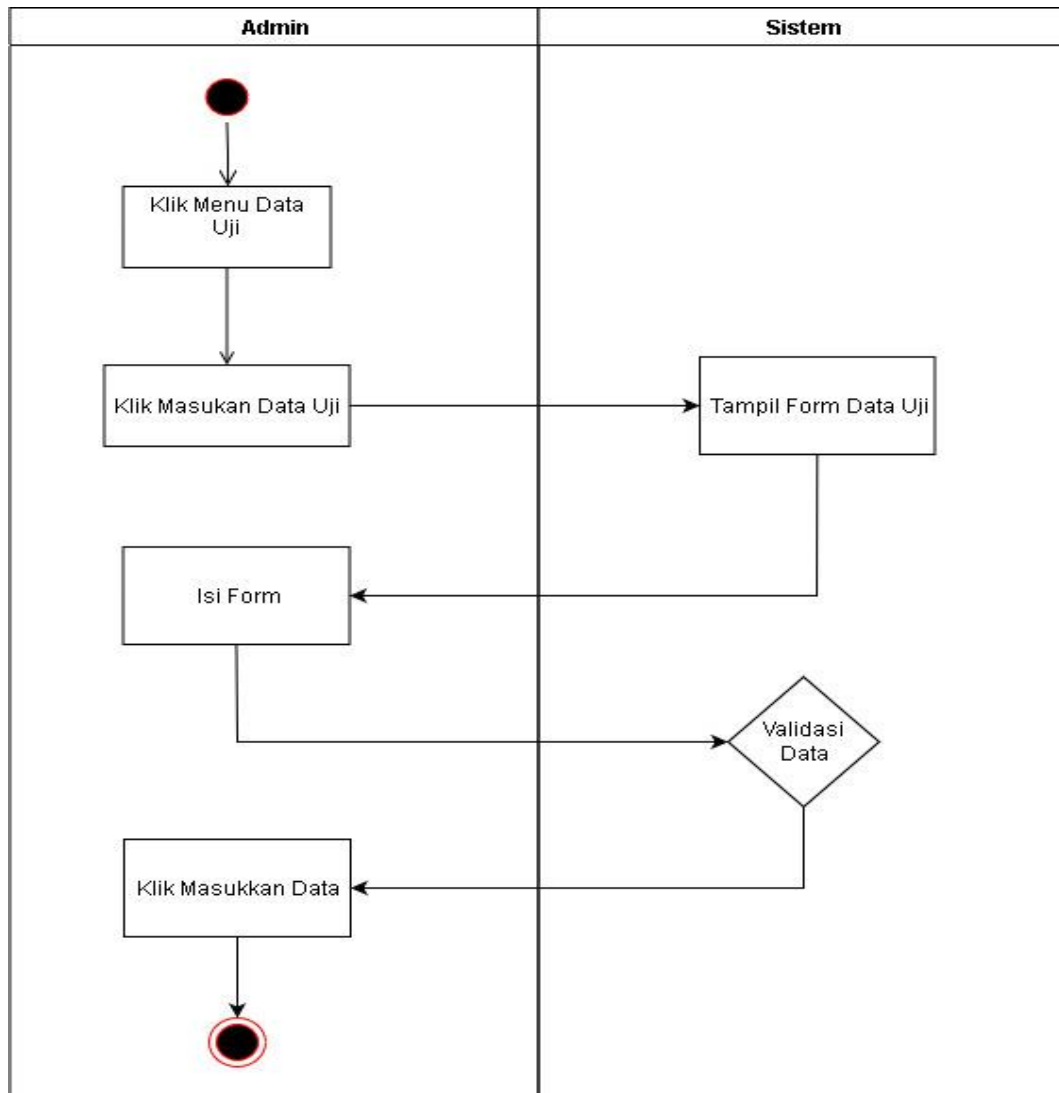 Admin
Sistem
Klik Menu Data
Uji
Klik Masukan Data Uji
Tampil Form Data Uji
Isi Form
Validasi
Data
Klik Masukkan Data